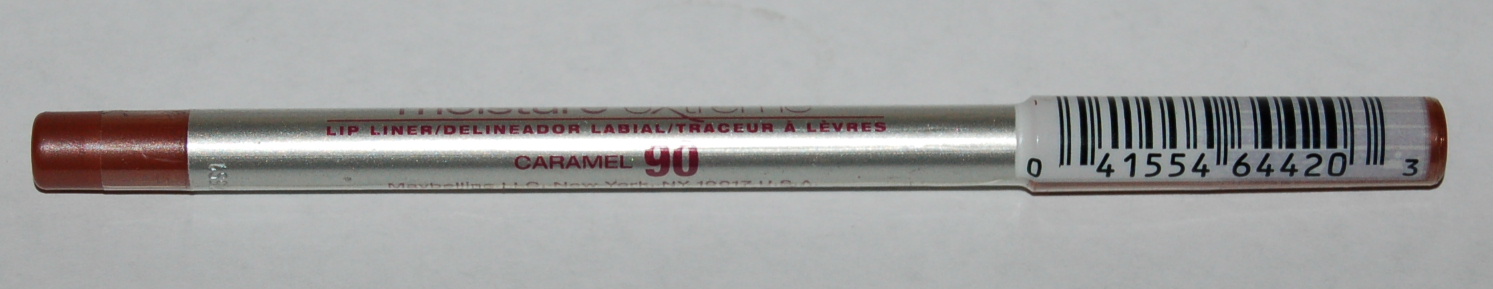 moisture extreme
LIP LINER/DELINEADOR LABIAL/TRACEUR À LÈVRES
CARAMEL 90
Maybelline LLC, New York, NY 10017 U.S.A.
0 41554 64420 3